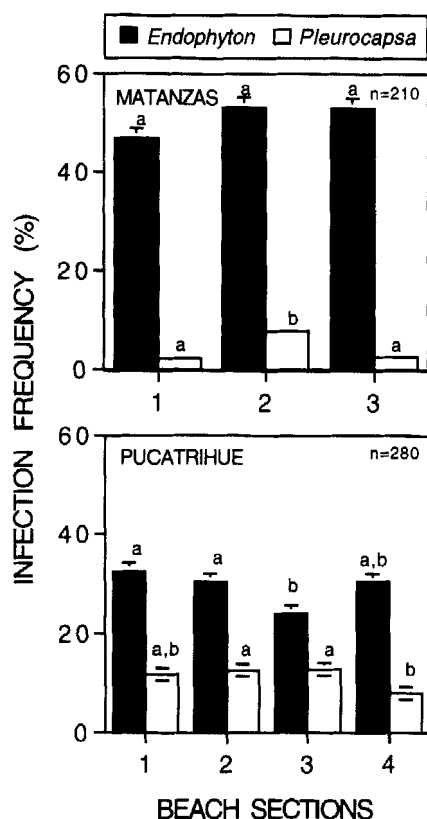 Endophyton Pleurocapsa
INFECTION FREQUENCY (%)
60
40
20
0
MATANZAS n=210
a a a
a b a
1 2 3
60
40
20
0
PUCATRIHUE n=280
a a b a,b
a,b a a b
1 2 3 4
BEACH SECTIONS